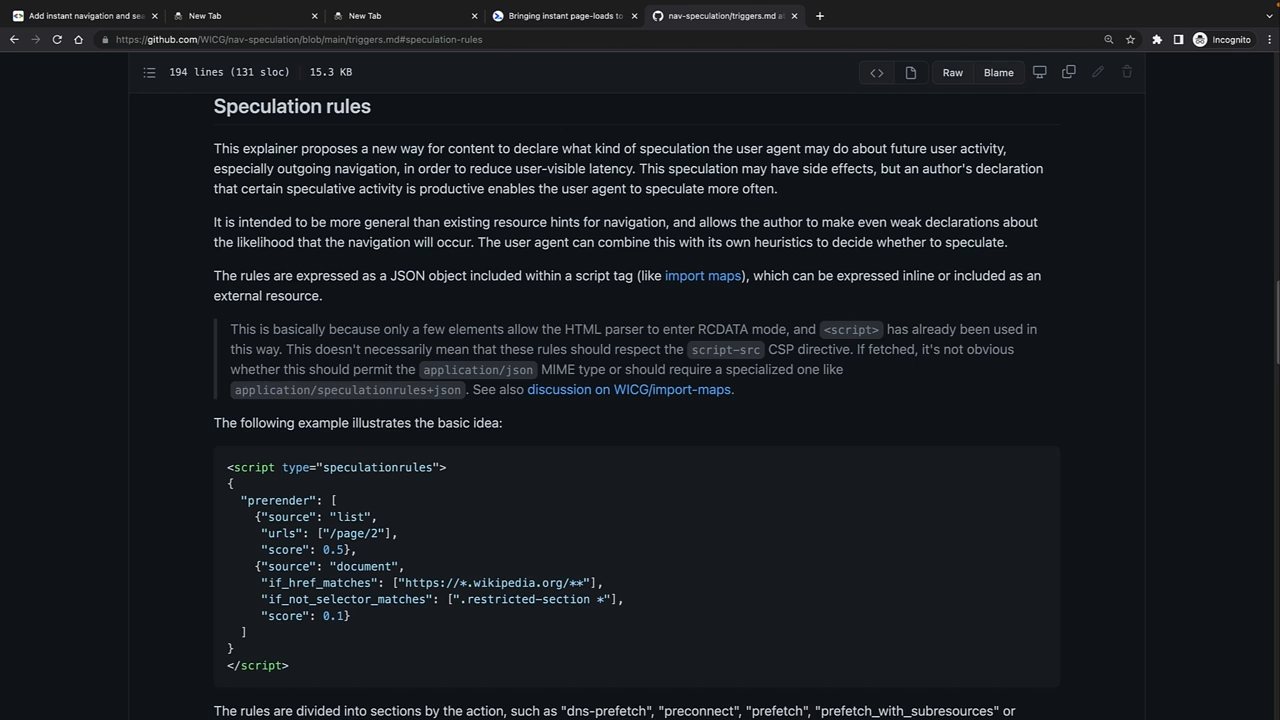 Add instant navigation and sea
New Tab
New Tab
Bringing instant page-loads to
nav-speculation/triggers.md at
https://github.com/WICG/nav-speculation/blob/main/triggers.md#speculation-rules
Incognito
194 lines (131 sloc)
15.3 KB
Raw
Blame
Speculation rules
This explainer proposes a new way for content to declare what kind of speculation the user agent may do about future user activity,
especially outgoing navigation, in order to reduce user-visible latency. This speculation may have side effects, but an author's declaration
that certain speculative activity is productive enables the user agent to speculate more often.
It is intended to be more general than existing resource hints for navigation, and allows the author to make even weak declarations about
the likelihood that the navigation will occur. The user agent can combine this with its own heuristics to decide whether to speculate.
The rules are expressed as a JSON object included within a script tag (like import maps), which can be expressed inline or included as an
external resource.
This is basically because only a few elements allow the HTML parser to enter RCDATA mode, and <script> has already been used in
this way. This doesn't necessarily mean that these rules should respect the script-src CSP directive. If fetched, it's not obvious
whether this should permit the application/json MIME type or should require a specialized one like
application/speculationrules+json. See also discussion on WICG/import-maps.
The following example illustrates the basic idea:
<script type="speculationrules">
{
"prerender": [
{"source": "list",
"urls": ["/page/2"],
"score": 0.5},
{"source": "document",
"if_href_matches": ["https://*.wikipedia.org/**"],
"if_not_selector_matches": [".restricted-section *"],
"score": 0.1}
]
}
</script>
The rules are divided into sections by the action, such as "dns-prefetch", "preconnect", "prefetch", "prefetch_with_subresources" or